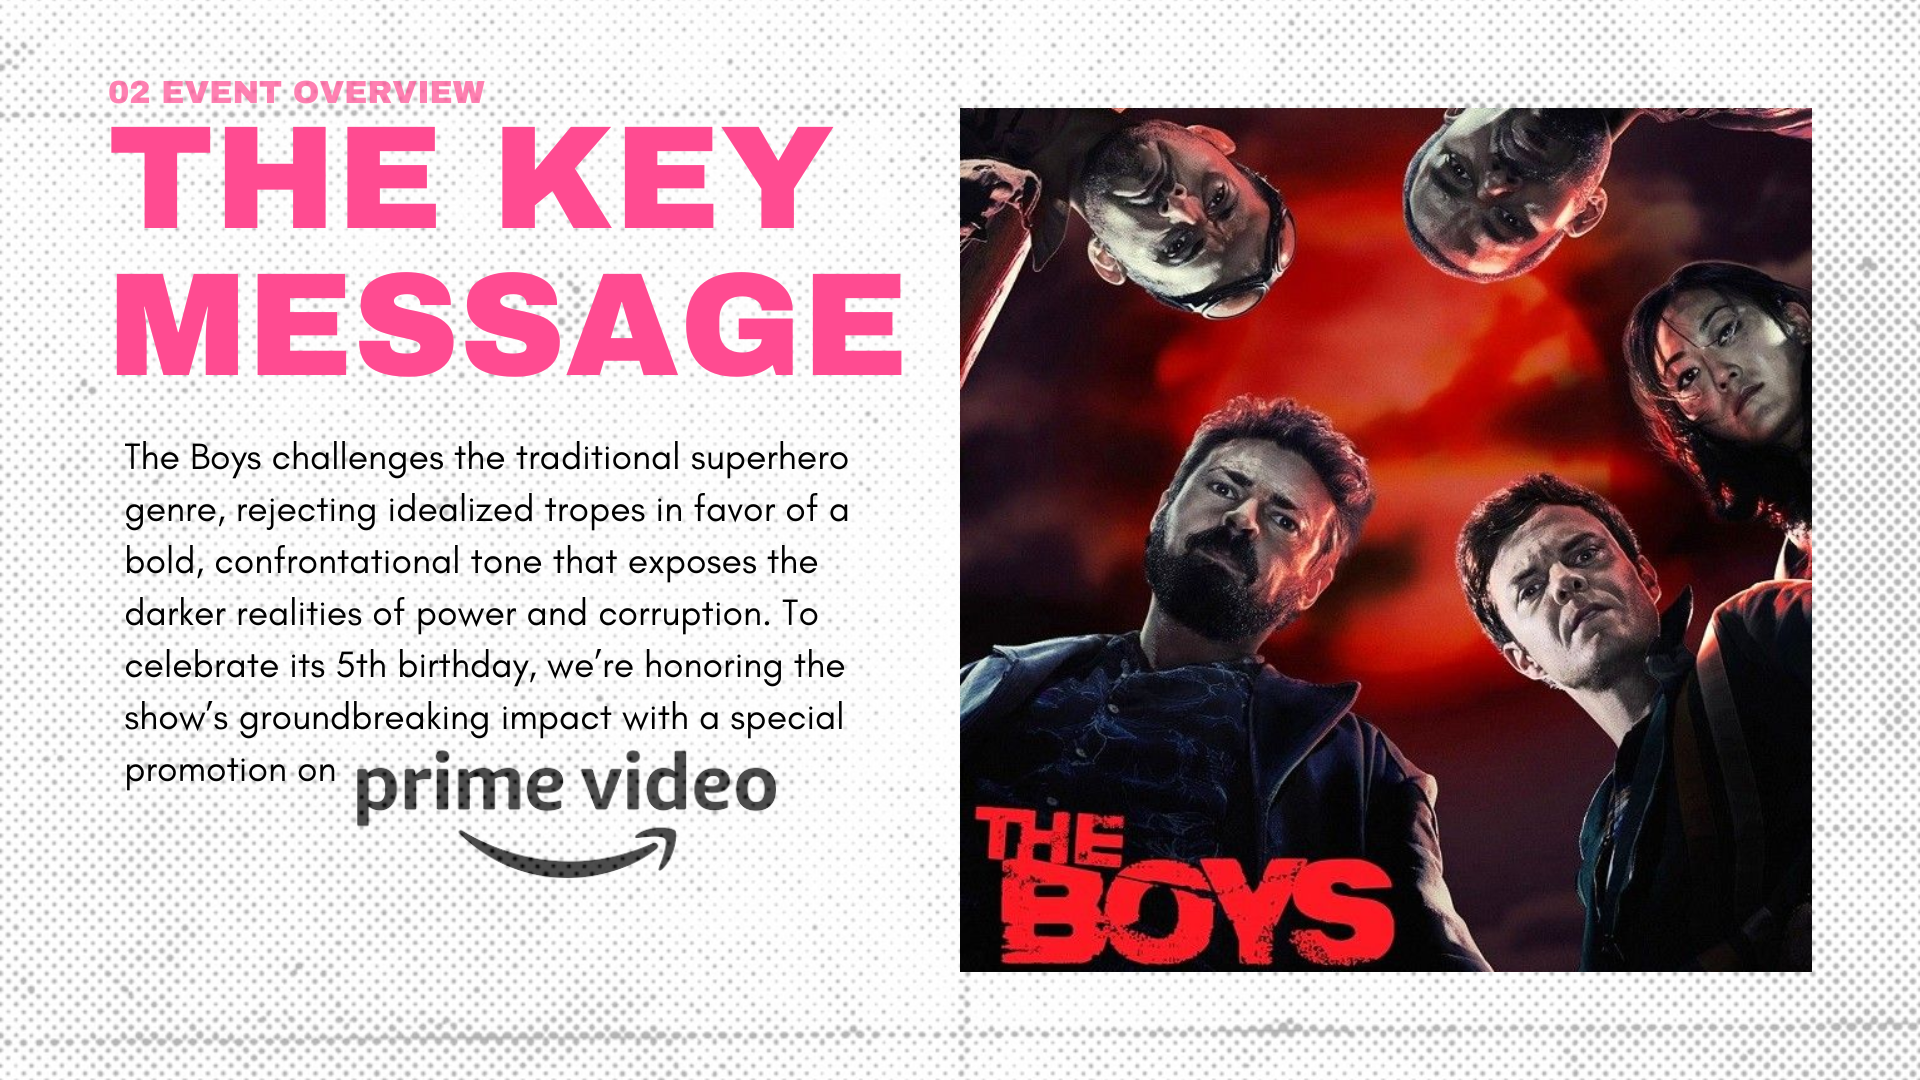 02 EVENT OVERVIEW
THE KEY
MESSAGE
The Boys challenges the traditional superhero
genre, rejecting idealized tropes in favor of a
bold, confrontational tone that exposes the
darker realities of power and corruption. To
celebrate its 5th birthday, we’re honoring the
show’s groundbreaking impact with a special
promotion on prime video
THE
BOYS